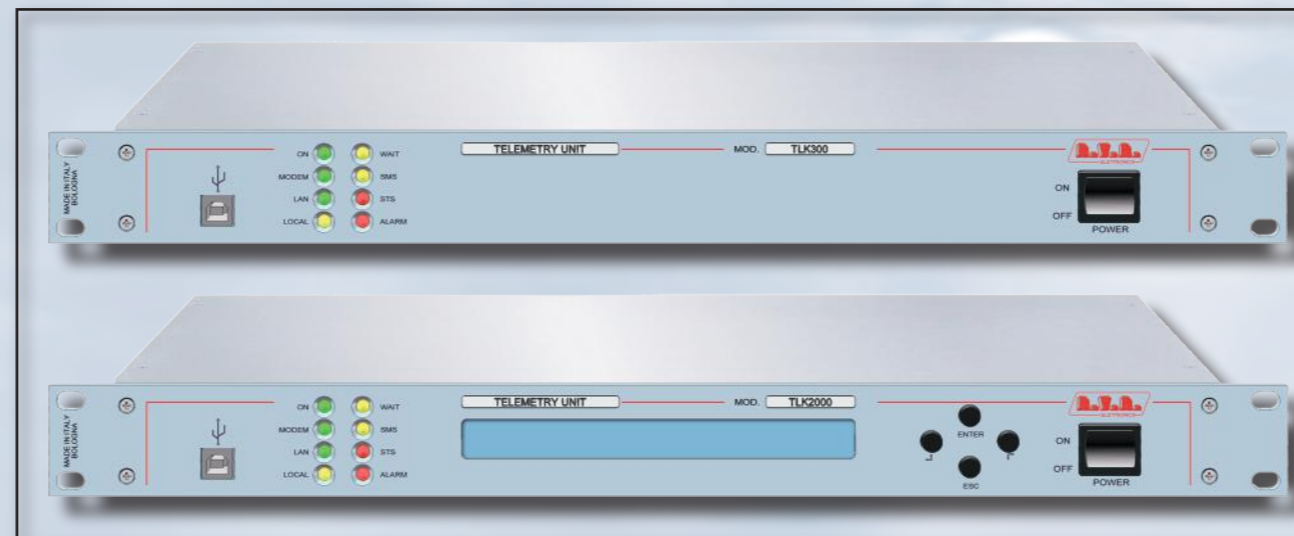 MADE IN ITALY
BOLOGNA
ON
MODEM
LAN
LOCAL
WAIT
SMS
STS
ALARM
TELEMETRY UNIT
MOD. TLK300
R.V.R.
ELETTRONICA
ON
OFF
POWER
MADE IN ITALY
BOLOGNA
ON
MODEM
LAN
LOCAL
WAIT
SMS
STS
ALARM
TELEMETRY UNIT
MOD. TLK2000
ENTER
ESC
R.V.R.
ELETTRONICA
ON
OFF
POWER